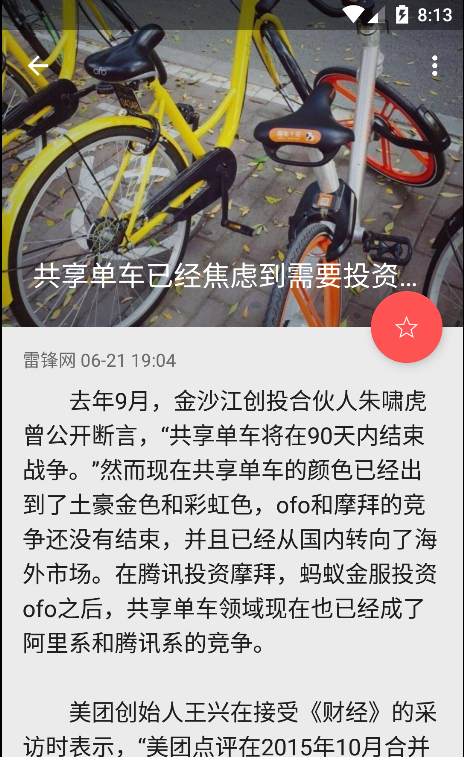 8:13
ofo
共享单车已经焦虑到需要投资…
雷锋网 06-21 19:04
去年9月，金沙江创投合伙人朱啸虎
曾公开断言，“共享单车将在90天内结束
战争。”然而现在共享单车的颜色已经出
到了土豪金色和彩虹色，ofo和摩拜的竞
争还没有结束，并且已经从国内转向了海
外市场。在腾讯投资摩拜，蚂蚁金服投资
ofo之后，共享单车领域现在也已经成了
阿里系和腾讯系的竞争。
美团创始人王兴在接受《财经》的采
访时表示，“美团点评在2015年10月合并